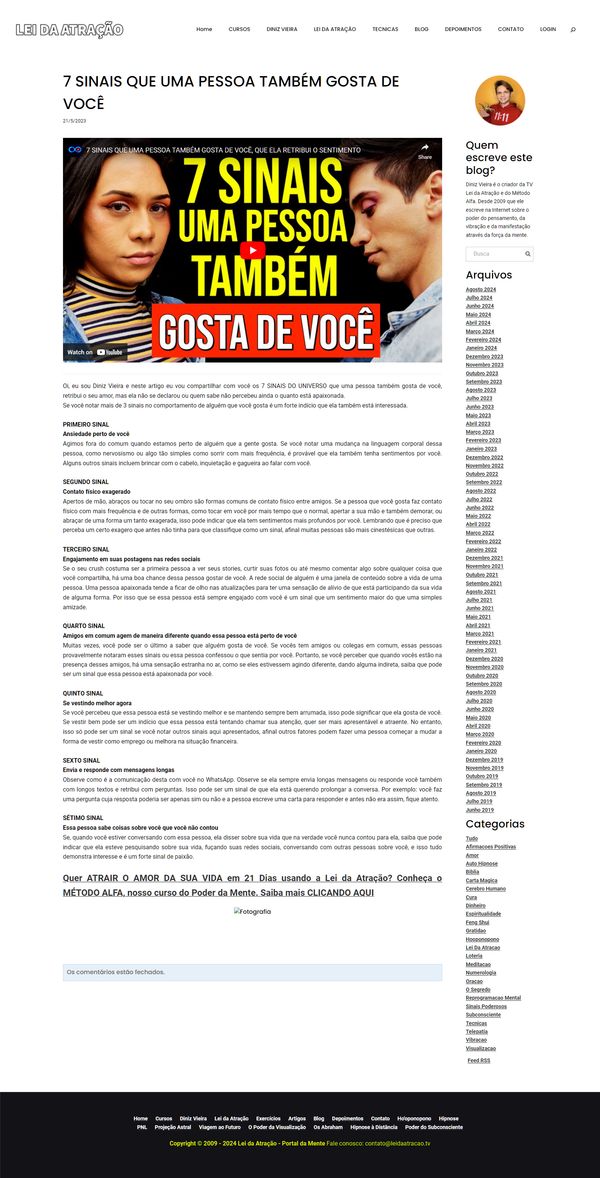 LEI DA ATRAÇÃO
Home CURSOS DINIZ VIEIRA LEI DA ATRAÇÃO TECNICAS BLOG DEPOIMENTOS CONTATO LOGIN
7 SINAIS QUE UMA PESSOA TAMBÉM GOSTA DE
VOCÊ
21/5/2023
7 SINAIS QUE UMA PESSOA TAMBÉM GOSTA DE VOCÊ, QUE ELA RETRIBUI O SENTIMENTO
Share
7 SINAIS
UMA PESSOA
TAMBÉM
GOSTA DE VOCÊ
Watch on YouTube
Oi, eu sou Diniz Vieira e neste artigo eu vou compartilhar com você os 7 SINAIS DO UNIVERSO que uma pessoa também gosta de você,
retribui o seu amor, mas ela não se declarou ou quem sabe não percebeu ainda o quanto está apaixonada.
Se você notar mais de 3 sinais no comportamento de alguém que você gosta é um forte indício que ela também está interessada.
PRIMEIRO SINAL
Ansiedade perto de você
Agimos fora do comum quando estamos perto de alguém que a gente gosta. Se você notar uma mudança na linguagem corporal dessa
pessoa, como nervosismo ou algo tão simples como sorrir com mais frequência, é provável que ela também tenha sentimentos por você.
Alguns outros sinais incluem brincar com o cabelo, inquietação e gagueira ao falar com você.
SEGUNDO SINAL
Contato físico exagerado
Apertos de mão, abraços ou tocar no seu ombro são formas comuns de contato físico entre amigos. Se a pessoa que você gosta faz contato
físico com mais frequência e de outras formas, como tocar em você por mais tempo que o normal, apertar a sua mão e também demorar, ou
abraçar de uma forma um tanto exagerada, isso pode indicar que ela tem sentimentos mais profundos por você. Lembrando que é preciso que
perceba um certo exagero que antes não tinha para que classifique como um sinal, afinal muitas pessoas são mais cinestésicas que outras.
TERCEIRO SINAL
Engajamento em suas postagens nas redes sociais
Se o seu crush costuma ser a primeira pessoa a ver seus stories, curtir suas fotos ou até mesmo comentar algo sobre qualquer coisa que
você compartilha, há uma boa chance dessa pessoa gostar de você. A rede social de alguém é uma janela de conteúdo sobre a vida de uma
pessoa. Uma pessoa apaixonada tende a ficar de olho nas atualizações para ter uma sensação de alívio de que está participando da sua vida
de alguma forma. Por isso que se essa pessoa está sempre engajado com você é um sinal que um sentimento maior do que uma simples
amizade.
QUARTO SINAL
Amigos em comum agem de maneira diferente quando essa pessoa está perto de você
Muitas vezes, você pode ser o último a saber que alguém gosta de você. Se vocês tem amigos ou colegas em comum, essas pessoas
provavelmente notaram esses sinais ou essa pessoa confessou o que sentia por você. Portanto, se você perceber que quando vocês estão na
presença desses amigos, há uma sensação estranha no ar, como se eles estivessem agindo diferente, dando alguma indireta, saiba que pode
ser um sinal que essa pessoa está apaixonada por você.
QUINTO SINAL
Se vestindo melhor agora
Se você percebeu que essa pessoa está se vestindo melhor e se mantendo sempre bem arrumada, isso pode significar que ela gosta de você.
Se vestir bem pode ser um indício que essa pessoa está tentando chamar sua atenção, quer ser mais apresentável e atraente. No entanto,
isso só pode ser um sinal se você notar outros sinais aqui apresentados, afinal outros fatores podem fazer uma pessoa começar a mudar a
forma de vestir como emprego ou melhora na situação financeira.
SEXTO SINAL
Envia e responde com mensagens longas
Observe como é a comunicação desta com você no WhatsApp. Observe se ela sempre envia longas mensagens ou responde você também
com longos textos e retribui com perguntas. Isso pode ser um sinal de que ela está querendo prolongar a conversa. Por exemplo: você faz
uma pergunta cuja resposta poderia ser apenas sim ou não e a pessoa escreve uma carta para responder e antes não era assim, fique atento.
SÉTIMO SINAL
Essa pessoa sabe coisas sobre você que você não contou
Se, quando você estiver conversando com essa pessoa, ela disser sobre sua vida que na verdade você nunca contou para ela, saiba que pode
indicar que ela esteve pesquisando sobre sua vida, fuçando suas redes sociais, conversando com outras pessoas sobre você, e isso tudo
demonstra interesse e é um forte sinal de paixão.
Quer ATRAIR O AMOR DA SUA VIDA em 21 Dias usando a Lei da Atração? Conheça o
MÉTODO ALFA, nosso curso do Poder da Mente. Saiba mais CLICANDO AQUI
Fotografia
Os comentários estão fechados.
11:11
Quem
escreve este
blog?
Diniz Vieira é o criador da TV
Lei da Atração e do Método
Alfa. Desde 2009 que ele
escreve na Internet sobre o
poder do pensamento, da
vibração e da manifestação
através da força da mente.
Busca
Arquivos
Agosto 2024
Julho 2024
Junho 2024
Maio 2024
Abril 2024
Março 2024
Fevereiro 2024
Janeiro 2024
Dezembro 2023
Novembro 2023
Outubro 2023
Setembro 2023
Agosto 2023
Julho 2023
Junho 2023
Maio 2023
Abril 2023
Março 2023
Fevereiro 2023
Janeiro 2023
Dezembro 2022
Novembro 2022
Outubro 2022
Setembro 2022
Agosto 2022
Julho 2022
Junho 2022
Maio 2022
Abril 2022
Março 2022
Fevereiro 2022
Janeiro 2022
Dezembro 2021
Novembro 2021
Outubro 2021
Setembro 2021
Agosto 2021
Julho 2021
Junho 2021
Maio 2021
Abril 2021
Março 2021
Fevereiro 2021
Janeiro 2021
Dezembro 2020
Novembro 2020
Outubro 2020
Setembro 2020
Agosto 2020
Julho 2020
Junho 2020
Maio 2020
Abril 2020
Março 2020
Fevereiro 2020
Janeiro 2020
Dezembro 2019
Novembro 2019
Outubro 2019
Setembro 2019
Agosto 2019
Julho 2019
Junho 2019
Categorias
Tudo
Afirmacoes Positivas
Amor
Auto Hipnose
Biblia
Carta Magica
Cerebro Humano
Cura
Dinheiro
Espiritualidade
Feng Shui
Gratidao
Hooponopono
Lei Da Atracao
Loteria
Meditacao
Numerologia
Oracao
O Segredo
Reprogramacao Mental
Sinais Poderosos
Subconsciente
Tecnicas
Telepatia
Vibracao
Visualizacao
Feed RSS
Home Cursos Diniz Vieira Lei da Atração Exercícios Artigos Blog Depoimentos Contato Ho'oponopono Hipnose
PNL Projeção Astral Viagem ao Futuro O Poder da Visualização Os Abraham Hipnose à Distância Poder do Subconsciente
Copyright © 2009 - 2024 Lei da Atração - Portal da Mente Fale conosco: contato@leidaatracao.tv